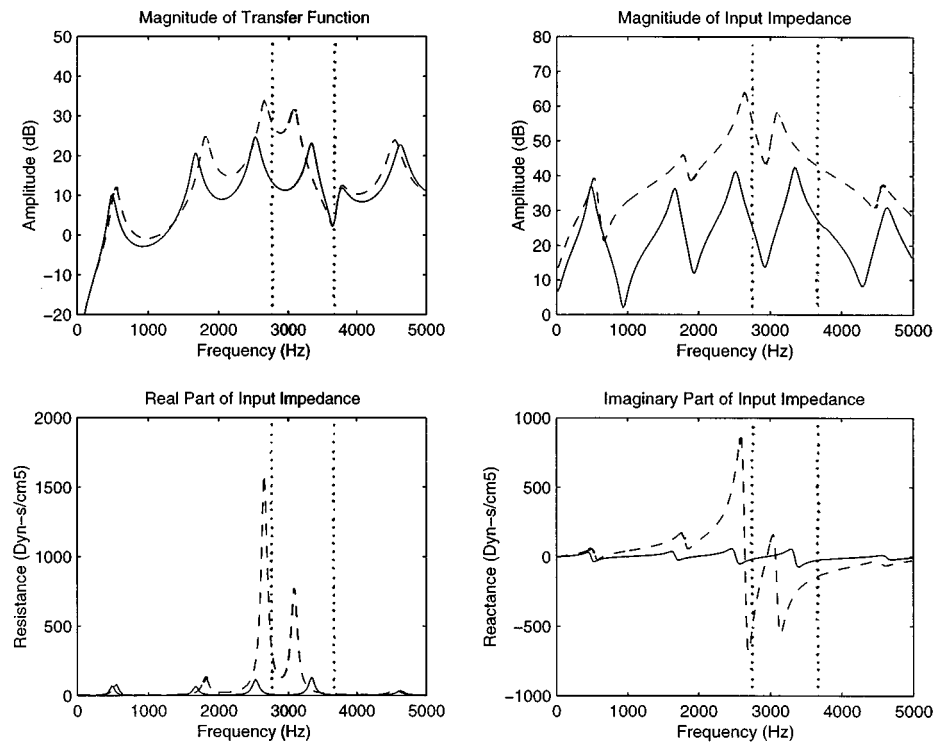 Magnitude of Transfer Function
50
40
30
20
10
0
−10
−20
Amplitude (dB)
0 1000 2000 3000 4000 5000
Frequency (Hz)
Magnitiude of Input Impedance
80
70
60
50
40
30
20
10
0
Amplitude (dB)
0 1000 2000 3000 4000 5000
Frequency (Hz)
Real Part of Input Impedance
2000
1500
1000
500
0
Resistance (Dyn−s/cm5)
0 1000 2000 3000 4000 5000
Frequency (Hz)
Imaginary Part of Input Impedance
1000
500
0
−500
−1000
Reactance (Dyn−s/cm5)
0 1000 2000 3000 4000 5000
Frequency (Hz)